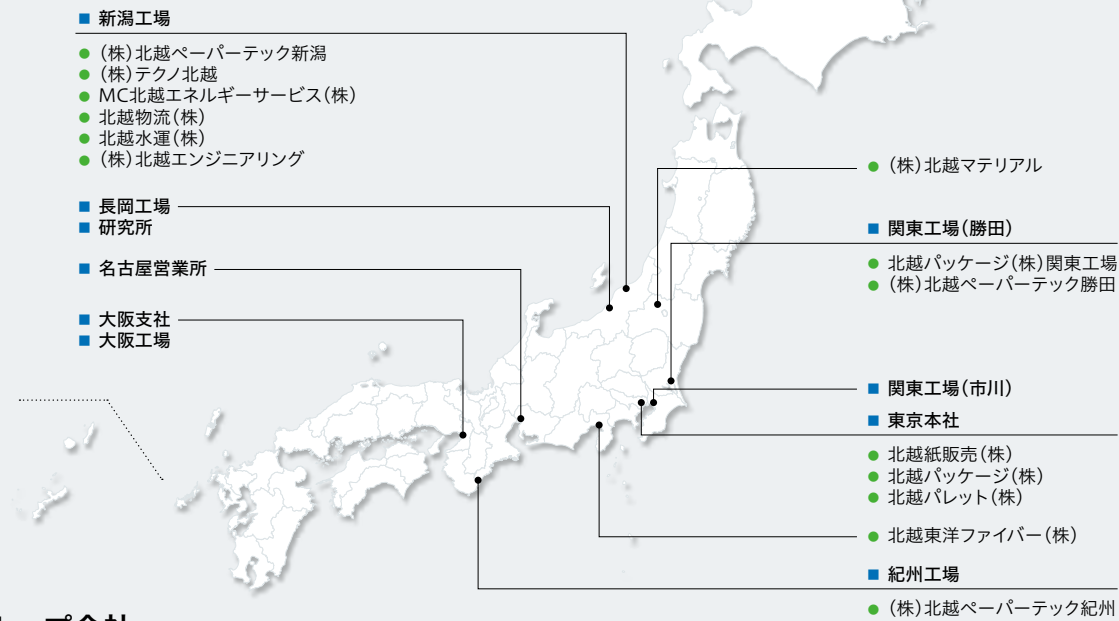 ■ 新潟工場
● (株)北越ペーパーテック新潟
● (株)テクノ北越
● MC北越エネルギーサービス(株)
● 北越物流(株)
● 北越水運(株)
● (株)北越エンジニアリング
■ 長岡工場
■ 研究所
■ 名古屋営業所
■ 大阪支社
■ 大阪工場
● (株)北越マテリアル
■ 関東工場(勝田)
● 北越パッケージ(株)関東工場
● (株)北越ペーパーテック勝田
■ 関東工場(市川)
■ 東京本社
● 北越紙販売(株)
● 北越パッケージ(株)
● 北越パレット(株)
● 北越東洋ファイバー(株)
■ 紀州工場
● (株)北越ペーパーテック紀州